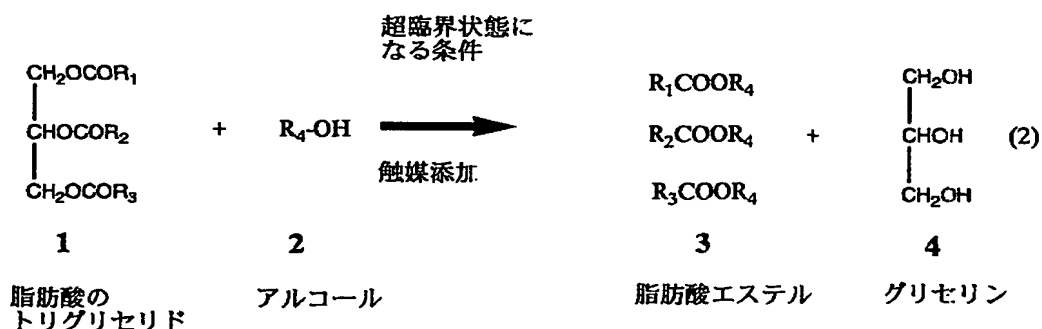 超臨界状態に
なる条件
CH₂OCOR₁
CHOCOR₂ + R₄-OH
CH₂OCOR₃
触媒添加
R₁COOR₄
R₂COOR₄ +
R₃COOR₄
CH₂OH
CHOH (2)
CH₂OH
1 2 3 4
脂肪酸の
トリグリセリド
アルコール
脂肪酸エステル
グリセリン